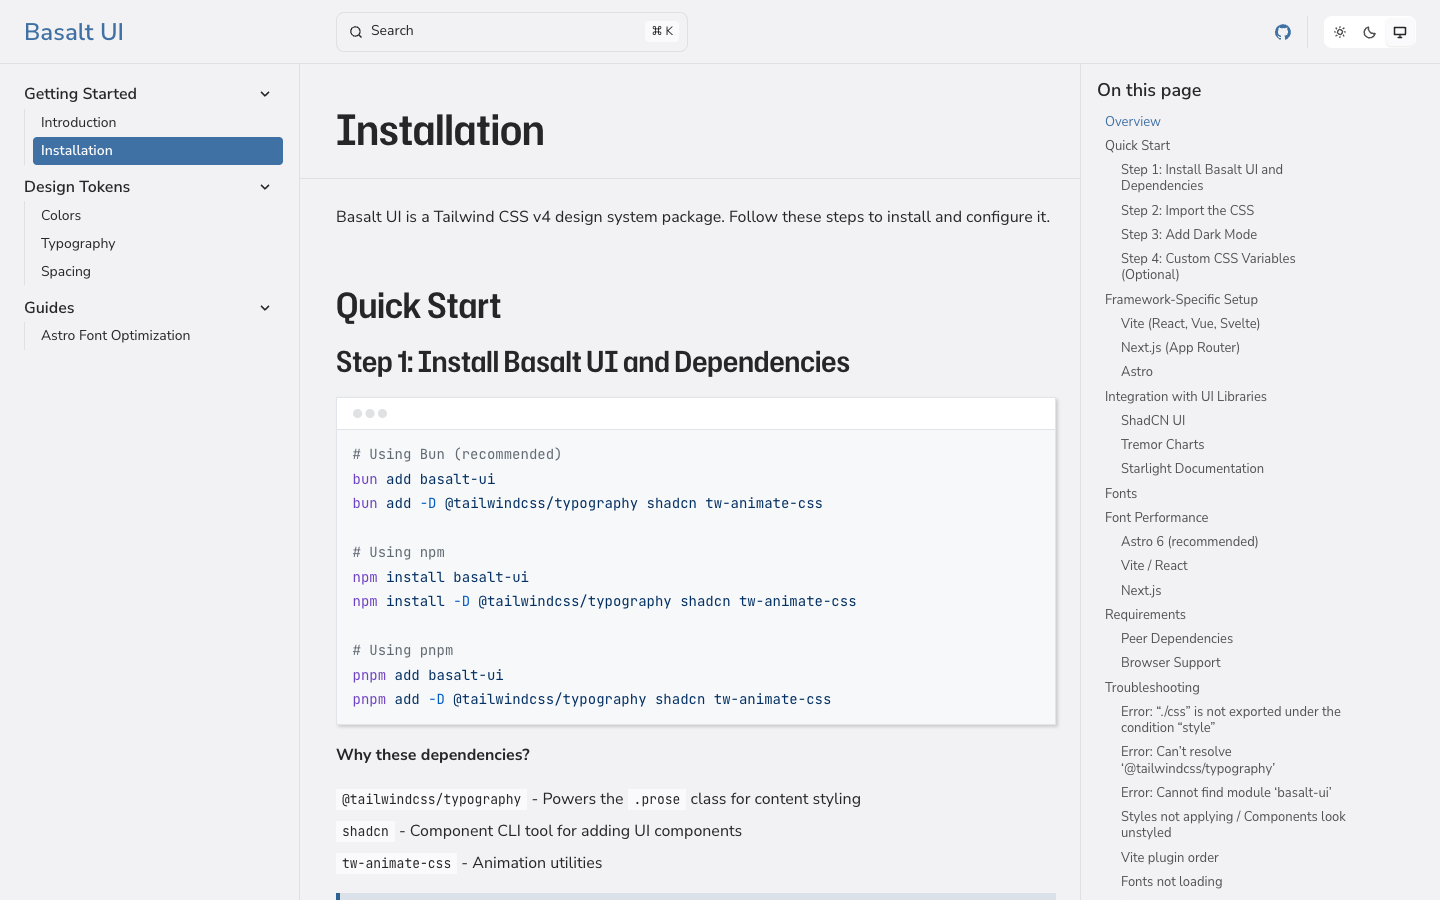 Basalt UI
Search
⌘ K
Getting Started
Introduction
Installation
Design Tokens
Colors
Typography
Spacing
Guides
Astro Font Optimization
Installation
Basalt UI is a Tailwind CSS v4 design system package. Follow these steps to install and configure it.
Quick Start
Step 1: Install Basalt UI and Dependencies
# Using Bun (recommended)
bun add basalt-ui
bun add -D @tailwindcss/typography shadcn tw-animate-css
# Using npm
npm install basalt-ui
npm install -D @tailwindcss/typography shadcn tw-animate-css
# Using pnpm
pnpm add basalt-ui
pnpm add -D @tailwindcss/typography shadcn tw-animate-css
Why these dependencies?
@tailwindcss/typography - Powers the .prose class for content styling
shadcn - Component CLI tool for adding UI components
tw-animate-css - Animation utilities
On this page
Overview
Quick Start
Step 1: Install Basalt UI and
Dependencies
Step 2: Import the CSS
Step 3: Add Dark Mode
Step 4: Custom CSS Variables
(Optional)
Framework-Specific Setup
Vite (React, Vue, Svelte)
Next.js (App Router)
Astro
Integration with UI Libraries
ShadCN UI
Tremor Charts
Starlight Documentation
Fonts
Font Performance
Astro 6 (recommended)
Vite / React
Next.js
Requirements
Peer Dependencies
Browser Support
Troubleshooting
Error: “./css” is not exported under the
condition “style”
Error: Can’t resolve
‘@tailwindcss/typography’
Error: Cannot find module ‘basalt-ui’
Styles not applying / Components look
unstyled
Vite plugin order
Fonts not loading